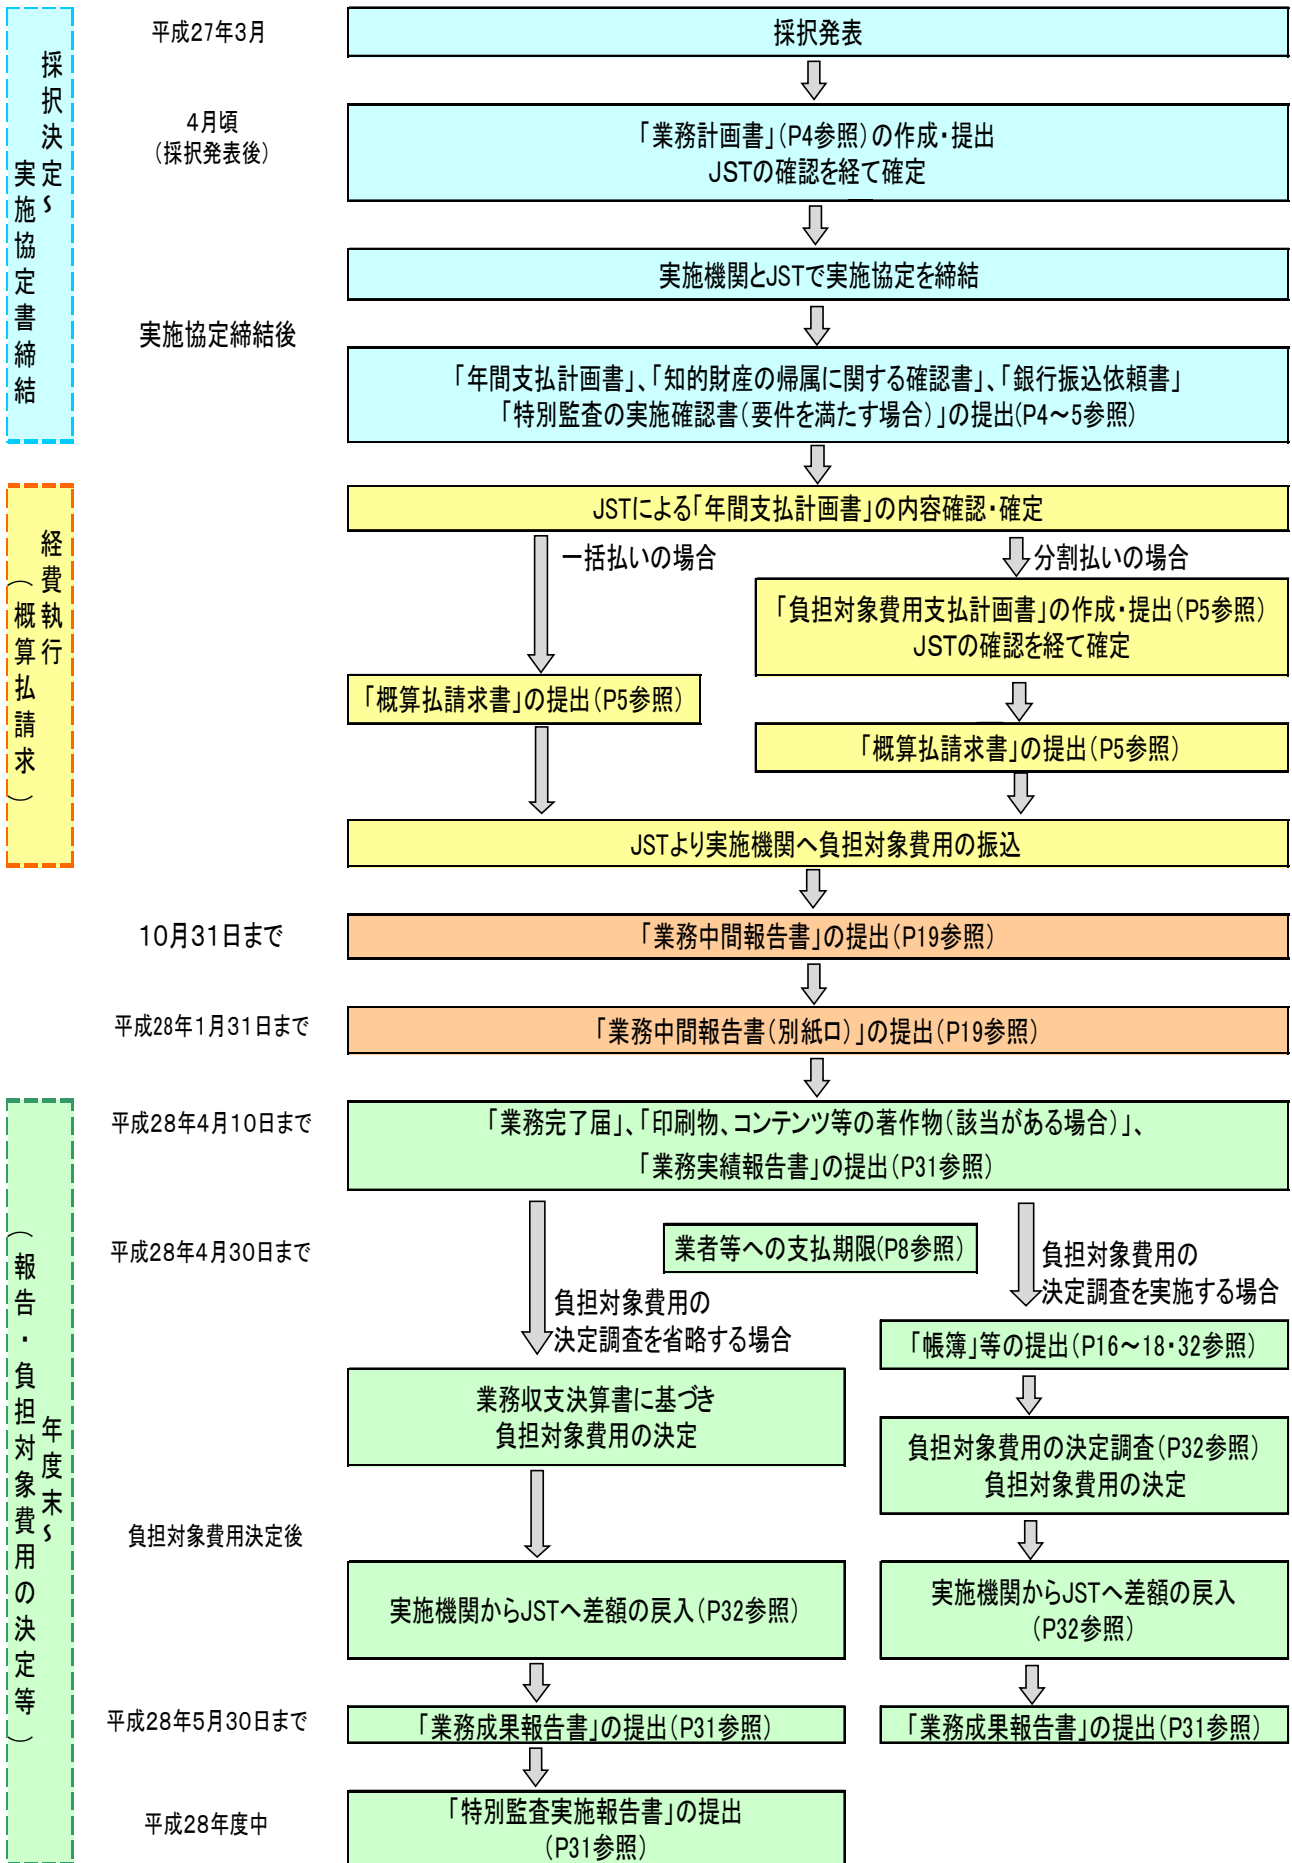 採択決定～
実施協定書締結
平成27年3月
採択発表
4月頃
（採択発表後）
「業務計画書」（P4参照）の作成・提出
JSTの確認を経て確定
実施機関とJSTで実施協定を締結
実施協定締結後
「年間支払計画書」、「知的財産の帰属に関する確認書」、「銀行振込依頼書」
「特別監査の実施確認書（要件を満たす場合）」の提出(P4～5参照）
経費執行
（概算払請求）
JSTによる「年間支払計画書」の内容確認・確定
一括払いの場合
分割払いの場合
「負担対象費用支払計画書」の作成・提出（P5参照）
JSTの確認を経て確定
「概算払請求書」の提出（P5参照）
「概算払請求書」の提出（P5参照）
JSTより実施機関へ負担対象費用の振込
10月31日まで
「業務中間報告書」の提出（P19参照）
平成28年1月31日まで
「業務中間報告書（別紙ロ）」の提出（P19参照）
年度末～
（報告・負担対象費用の決定等）
平成28年4月10日まで
「業務完了届」、「印刷物、コンテンツ等の著作物（該当がある場合）」、
「業務実績報告書」の提出（P31参照）
平成28年4月30日まで
業者等への支払期限(P8参照）
負担対象費用の
決定調査を省略する場合
負担対象費用の
決定調査を実施する場合
「帳簿」等の提出（P16～18・32参照）
業務収支決算書に基づき
負担対象費用の決定
負担対象費用の決定調査（P32参照）
負担対象費用の決定
負担対象費用決定後
実施機関からJSTへ差額の戻入（P32参照）
実施機関からJSTへ差額の戻入
（P32参照）
平成28年5月30日まで
「業務成果報告書」の提出（P31参照）
「業務成果報告書」の提出（P31参照）
平成28年度中
「特別監査実施報告書」の提出
（P31参照）